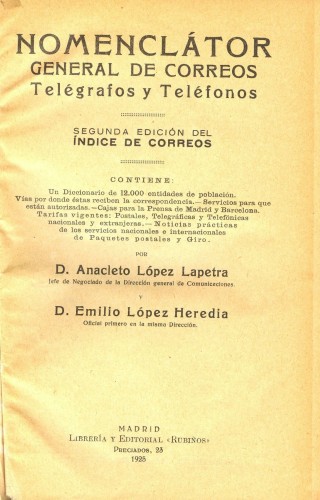 NOMENCLÁTOR
GENERAL DE CORREOS
Telégrafos y Teléfonos
SEGUNDA EDICIÓN DEL
ÍNDICE DE CORREOS
CONTIENE:
Un Diccionario de 12.000 entidades de población.
Vías por donde éstas reciben la correspondencia.—Servicios para que
están autorizadas.—Cajas para la Prensa de Madrid y Barcelona.
Tarifas vigentes: Postales, Telegráficas y Telefónicas
nacionales y extranjeras.—Noticias prácticas
de los servicios nacionales e internacionales
de Paquetes postales y Giro.
POR
D. Anacleto López Lapetra
Jefe de Negociado de la Dirección general de Comunicaciones.
Y
D. Emilio López Heredia
Oficial primero en la misma Dirección.
MADRID
LIBRERÍA Y EDITORIAL «RUBIÑOS»
PRECIADOS, 23
1925